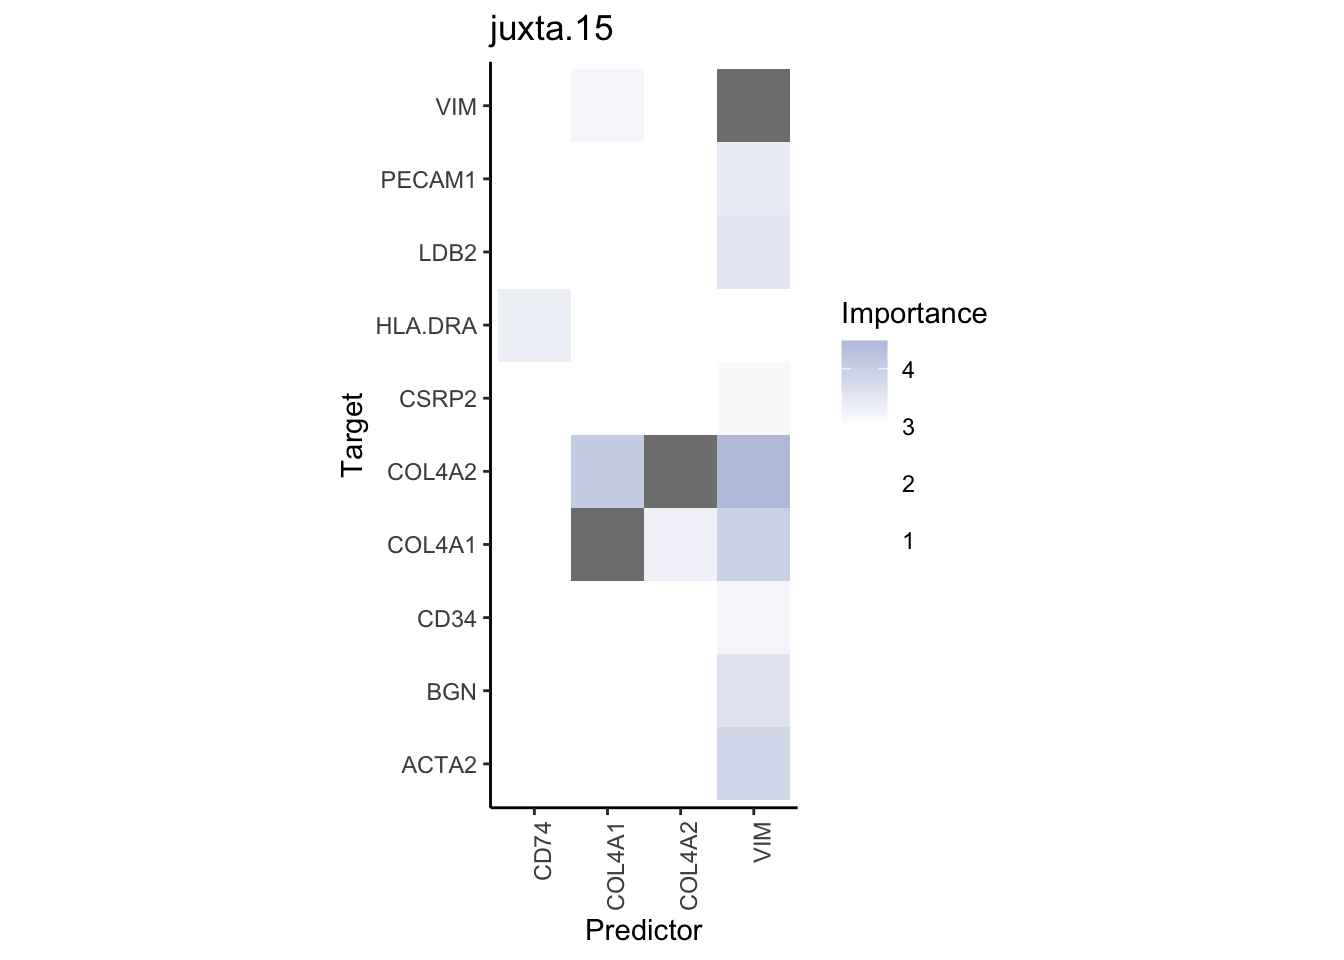 juxta.15
VIM
PECAM1
LDB2
HLA.DRA
CSRP2
COL4A2
COL4A1
CD34
BGN
ACTA2
Target
CD74
COL4A1
COL4A2
VIM
Predictor
Importance
4
3
2
1